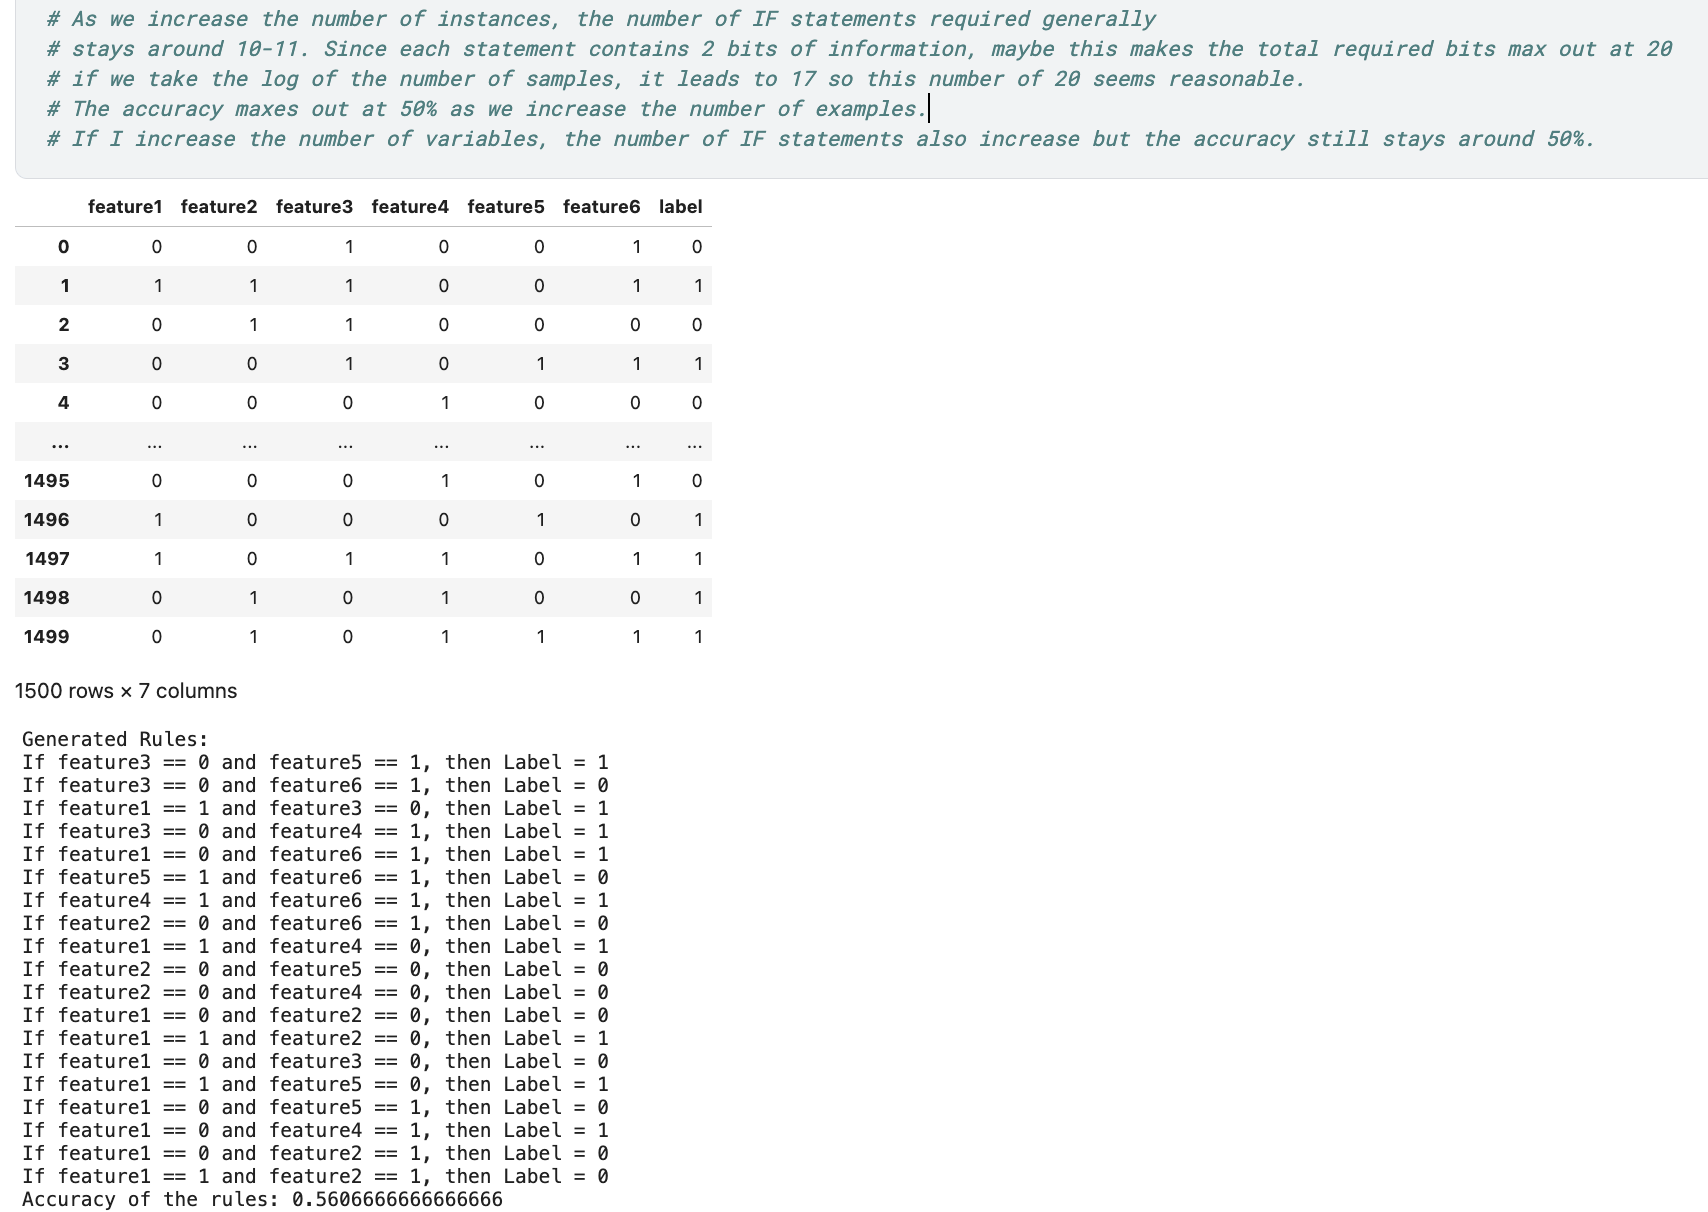 # As we increase the number of instances, the number of IF statements required generally
# stays around 10-11. Since each statement contains 2 bits of information, maybe this makes the total required bits max out at 20
# if we take the log of the number of samples, it leads to 17 so this number of 20 seems reasonable.
# The accuracy maxes out at 50% as we increase the number of examples.
# If I increase the number of variables, the number of IF statements also increase but the accuracy still stays around 50%.
feature1 feature2 feature3 feature4 feature5 feature6 label
0 0 0 1 0 0 1 0
1 1 1 1 0 0 1 1
2 0 1 1 0 0 0 0
3 0 0 1 0 1 1 1
4 0 0 0 1 0 0 0
... ... ... ... ... ... ... ...
1495 0 0 0 1 0 1 0
1496 1 0 0 0 1 0 1
1497 1 0 1 1 0 1 1
1498 0 1 0 1 0 0 1
1499 0 1 0 1 1 1 1
1500 rows × 7 columns
Generated Rules:
If feature3 == 0 and feature5 == 1, then Label = 1
If feature3 == 0 and feature6 == 1, then Label = 0
If feature1 == 1 and feature3 == 0, then Label = 1
If feature3 == 0 and feature4 == 1, then Label = 1
If feature1 == 0 and feature6 == 1, then Label = 1
If feature5 == 1 and feature6 == 1, then Label = 0
If feature4 == 1 and feature6 == 1, then Label = 1
If feature2 == 0 and feature6 == 1, then Label = 0
If feature1 == 1 and feature4 == 0, then Label = 1
If feature2 == 0 and feature5 == 0, then Label = 0
If feature2 == 0 and feature4 == 0, then Label = 0
If feature1 == 0 and feature2 == 0, then Label = 0
If feature1 == 1 and feature2 == 0, then Label = 1
If feature1 == 0 and feature3 == 0, then Label = 0
If feature1 == 1 and feature5 == 0, then Label = 1
If feature1 == 0 and feature5 == 1, then Label = 0
If feature1 == 0 and feature4 == 1, then Label = 1
If feature1 == 0 and feature2 == 1, then Label = 0
If feature1 == 1 and feature2 == 1, then Label = 0
Accuracy of the rules: 0.5606666666666666